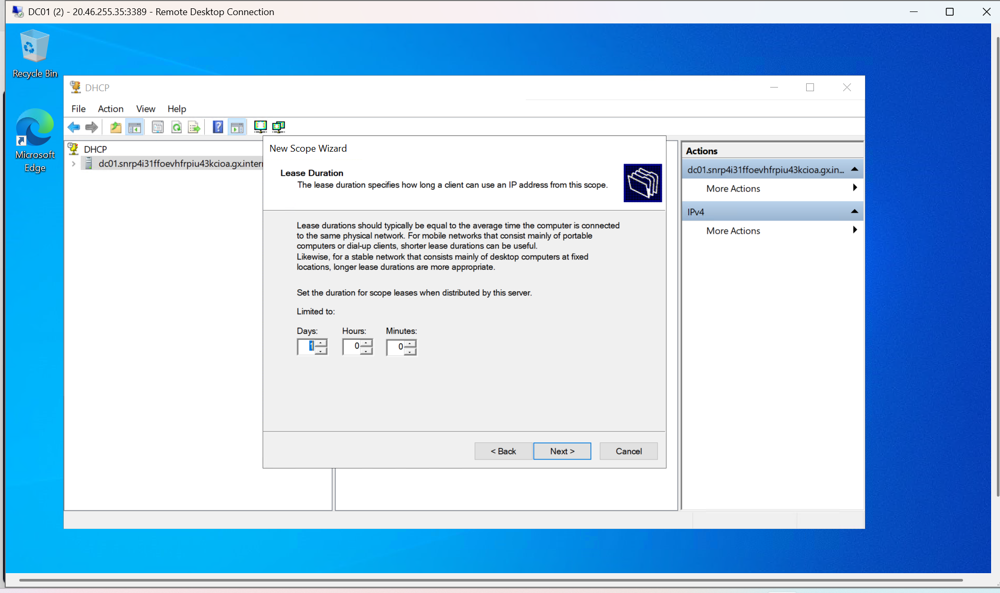 DC01 (2) - 20.46.255.35:3389 - Remote Desktop Connection
Recycle Bin
Microsoft
Edge
DHCP
File Action View Help
DHCP
dc01.snrp4i31ffoevhfrpiu43kcioa.gx.interr
New Scope Wizard
Lease Duration
The lease duration specifies how long a client can use an IP address from this scope.
Lease durations should typically be equal to the average time the computer is connected
to the same physical network. For mobile networks that consist mainly of portable
computers or dial-up clients, shorter lease durations can be useful.
Likewise, for a stable network that consists mainly of desktop computers at fixed
locations, longer lease durations are more appropriate.
Set the duration for scope leases when distributed by this server.
Limited to:
Days: Hours: Minutes:
1 0 0
< Back Next > Cancel
Actions
dc01.snrp4i31ffoevhfrpiu43kcioa.gx.in...
More Actions
IPv4
More Actions